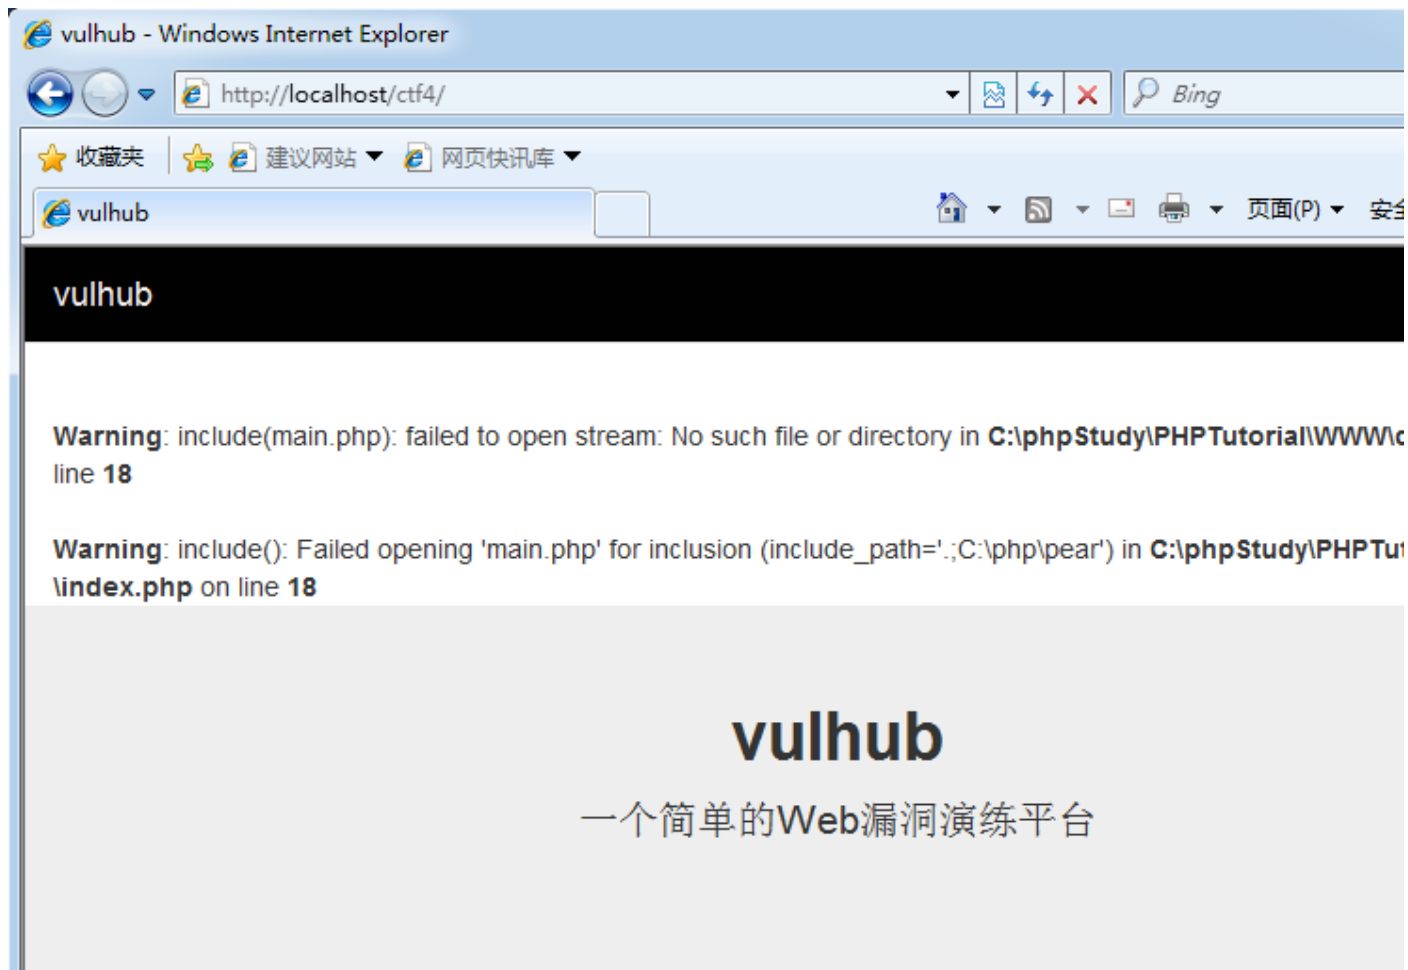 vulhub - Windows Internet Explorer
http://localhost/ctf4/
Bing
收藏夹 建议网站 网页快讯库
vulhub
页面(P)
vulhub
Warning: include(main.php): failed to open stream: No such file or directory in C:\phpStudy\PHPTutorial\WWW\
line 18
Warning: include(): Failed opening 'main.php' for inclusion (include_path='.;C:\php\pear') in C:\phpStudy\PHPTut
\index.php on line 18
vulhub
一个简单的Web漏洞演练平台